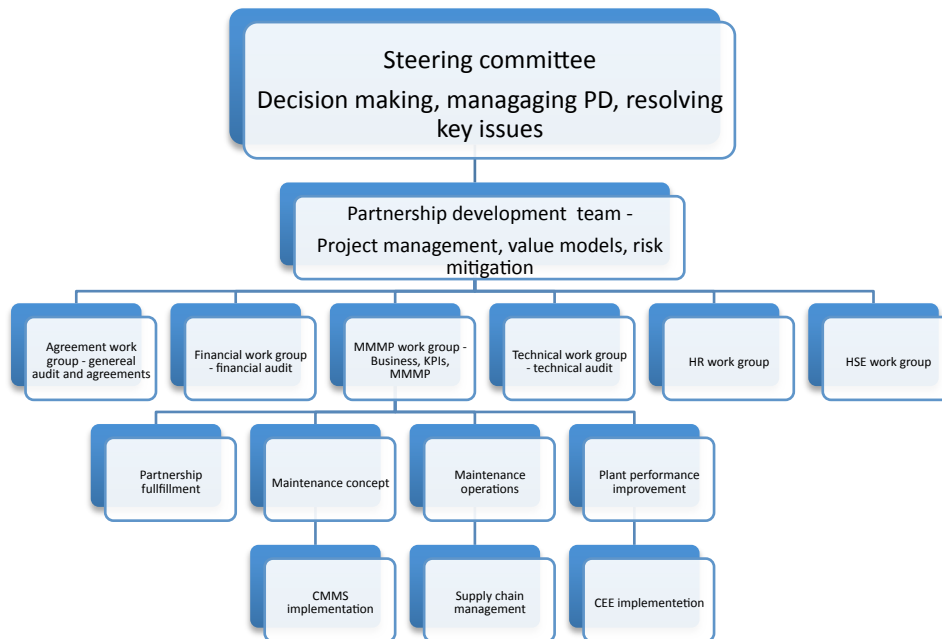 Steering committee
Decision making, managaging PD, resolving
key issues
Partnership development team -
Project management, value models, risk
mitigation
Agreement work
group - genereal
audit and agreements
Financial work group
- financial audit
MMMP work group -
Business, KPIs,
MMMP
Technical work group
- technical audit
HR work group
HSE work group
Partnership
fullfillment
Maintenance concept
Maintenance
operations
Plant performance
improvement
CMMS
implementation
Supply chain
management
CEE implementetion